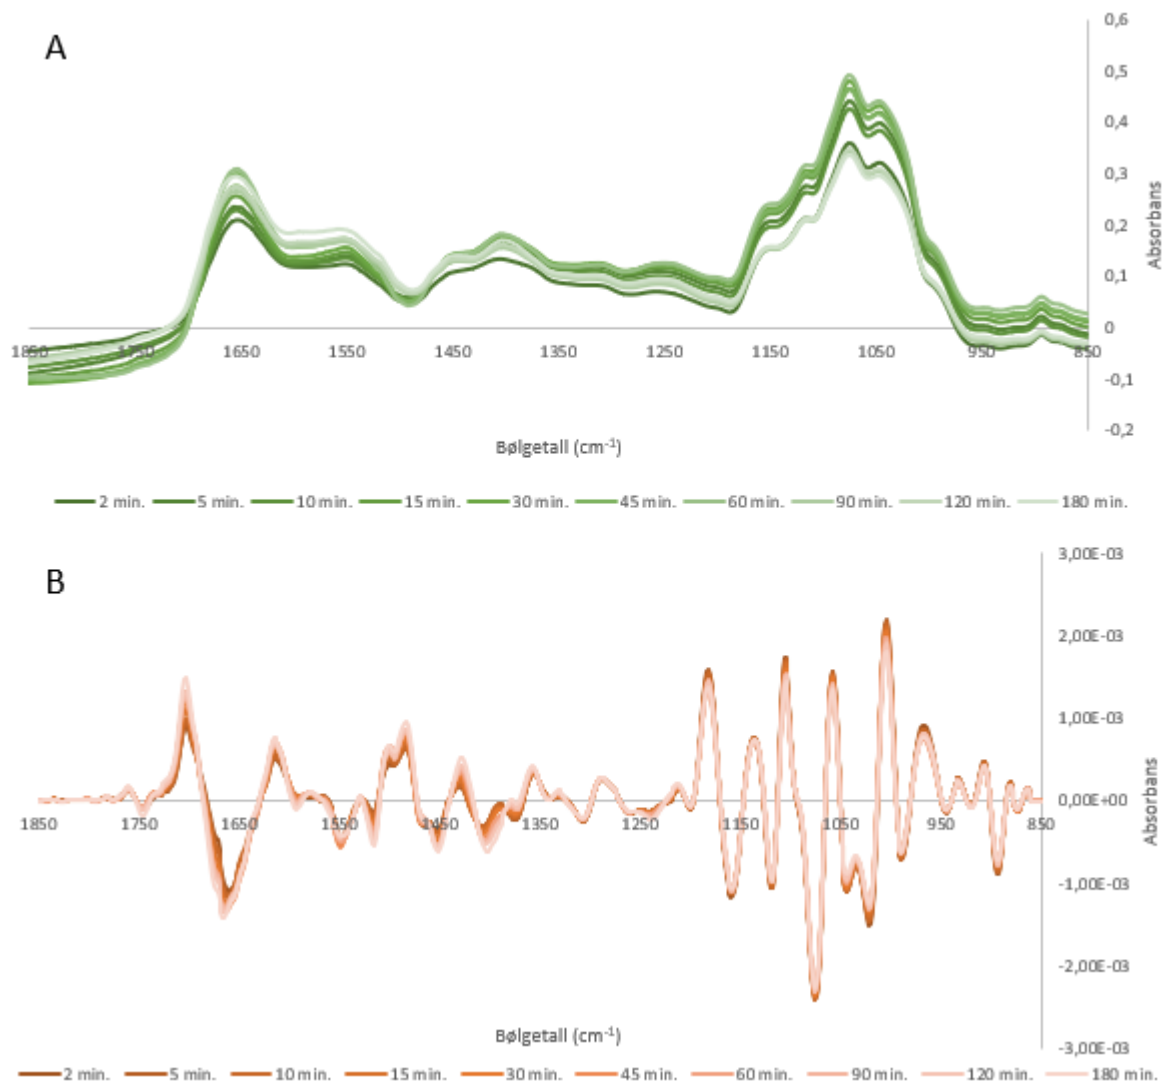 A
0,6
0,5
0,4
0,3
0,2
0,1
0
-0,1
-0,2
Absorbans
1850 1750 1650 1550 1450 1350 1250 1150 1050 950 850
Bølgetall (cm⁻¹)
2 min. 5 min. 10 min. 15 min. 30 min. 45 min. 60 min. 90 min. 120 min. 180 min.
B
3,00E-03
2,00E-03
1,00E-03
0,00E+00
-1,00E-03
-2,00E-03
-3,00E-03
Absorbans
1850 1750 1650 1550 1450 1350 1250 1150 1050 950 850
Bølgetall (cm⁻¹)
2 min. 5 min. 10 min. 15 min. 30 min. 45 min. 60 min. 90 min. 120 min. 180 min.